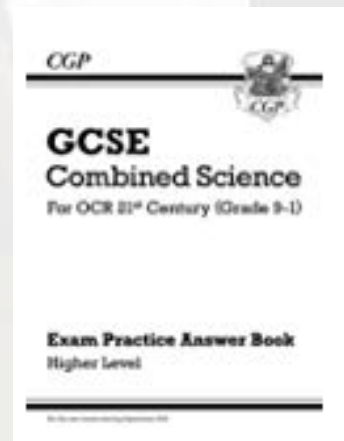 CGP
CGP
GCSE
Combined Science
For OCR 21st Century (Grade 9-1)
Exam Practice Answer Book
Higher Level